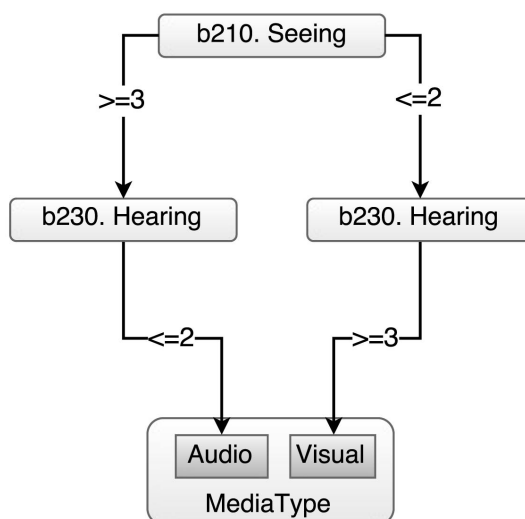 b210. Seeing
>=3
<=2
b230. Hearing
b230. Hearing
<=2
>=3
Audio
Visual
MediaType